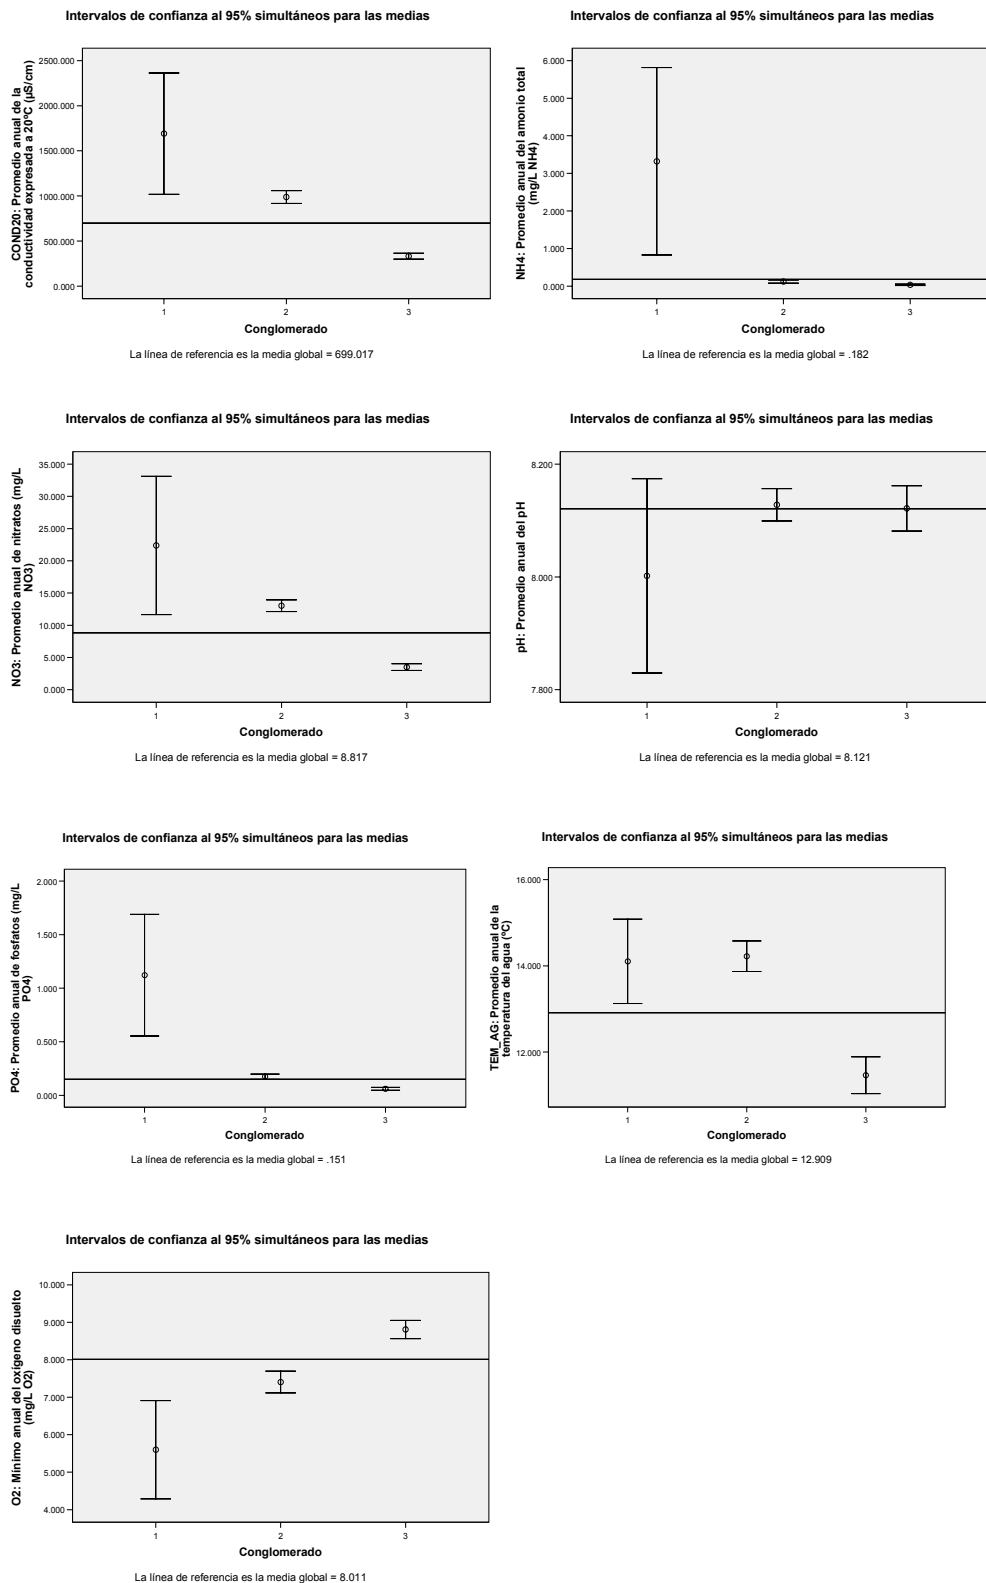 Intervalos de confianza al 95% simultáneos para las medias
COND20: Promedio anual de la
conductividad expresada a 20ºC (µS/cm)
2500.000
2000.000
1500.000
1000.000
500.000
0.000
1
2
3
Conglomerado
La línea de referencia es la media global = 699.017
Intervalos de confianza al 95% simultáneos para las medias
NH4: Promedio anual del amonio total
(mg/L NH4)
6.000
5.000
4.000
3.000
2.000
1.000
0.000
1
2
3
Conglomerado
La línea de referencia es la media global = .182
Intervalos de confianza al 95% simultáneos para las medias
NO3: Promedio anual de nitratos (mg/L
NO3)
35.000
30.000
25.000
20.000
15.000
10.000
5.000
0.000
1
2
3
Conglomerado
La línea de referencia es la media global = 8.817
Intervalos de confianza al 95% simultáneos para las medias
pH: Promedio anual del pH
8.200
8.000
7.800
1
2
3
Conglomerado
La línea de referencia es la media global = 8.121
Intervalos de confianza al 95% simultáneos para las medias
PO4: Promedio anual de fosfatos (mg/L
PO4)
2.000
1.500
1.000
0.500
0.000
1
2
3
Conglomerado
La línea de referencia es la media global = .151
Intervalos de confianza al 95% simultáneos para las medias
TEM_AG: Promedio anual de la
temperatura del agua (ºC)
16.000
14.000
12.000
1
2
3
Conglomerado
La línea de referencia es la media global = 12.909
Intervalos de confianza al 95% simultáneos para las medias
O2: Mínimo anual del oxígeno disuelto
(mg/L O2)
10.000
9.000
8.000
7.000
6.000
5.000
4.000
1
2
3
Conglomerado
La línea de referencia es la media global = 8.011